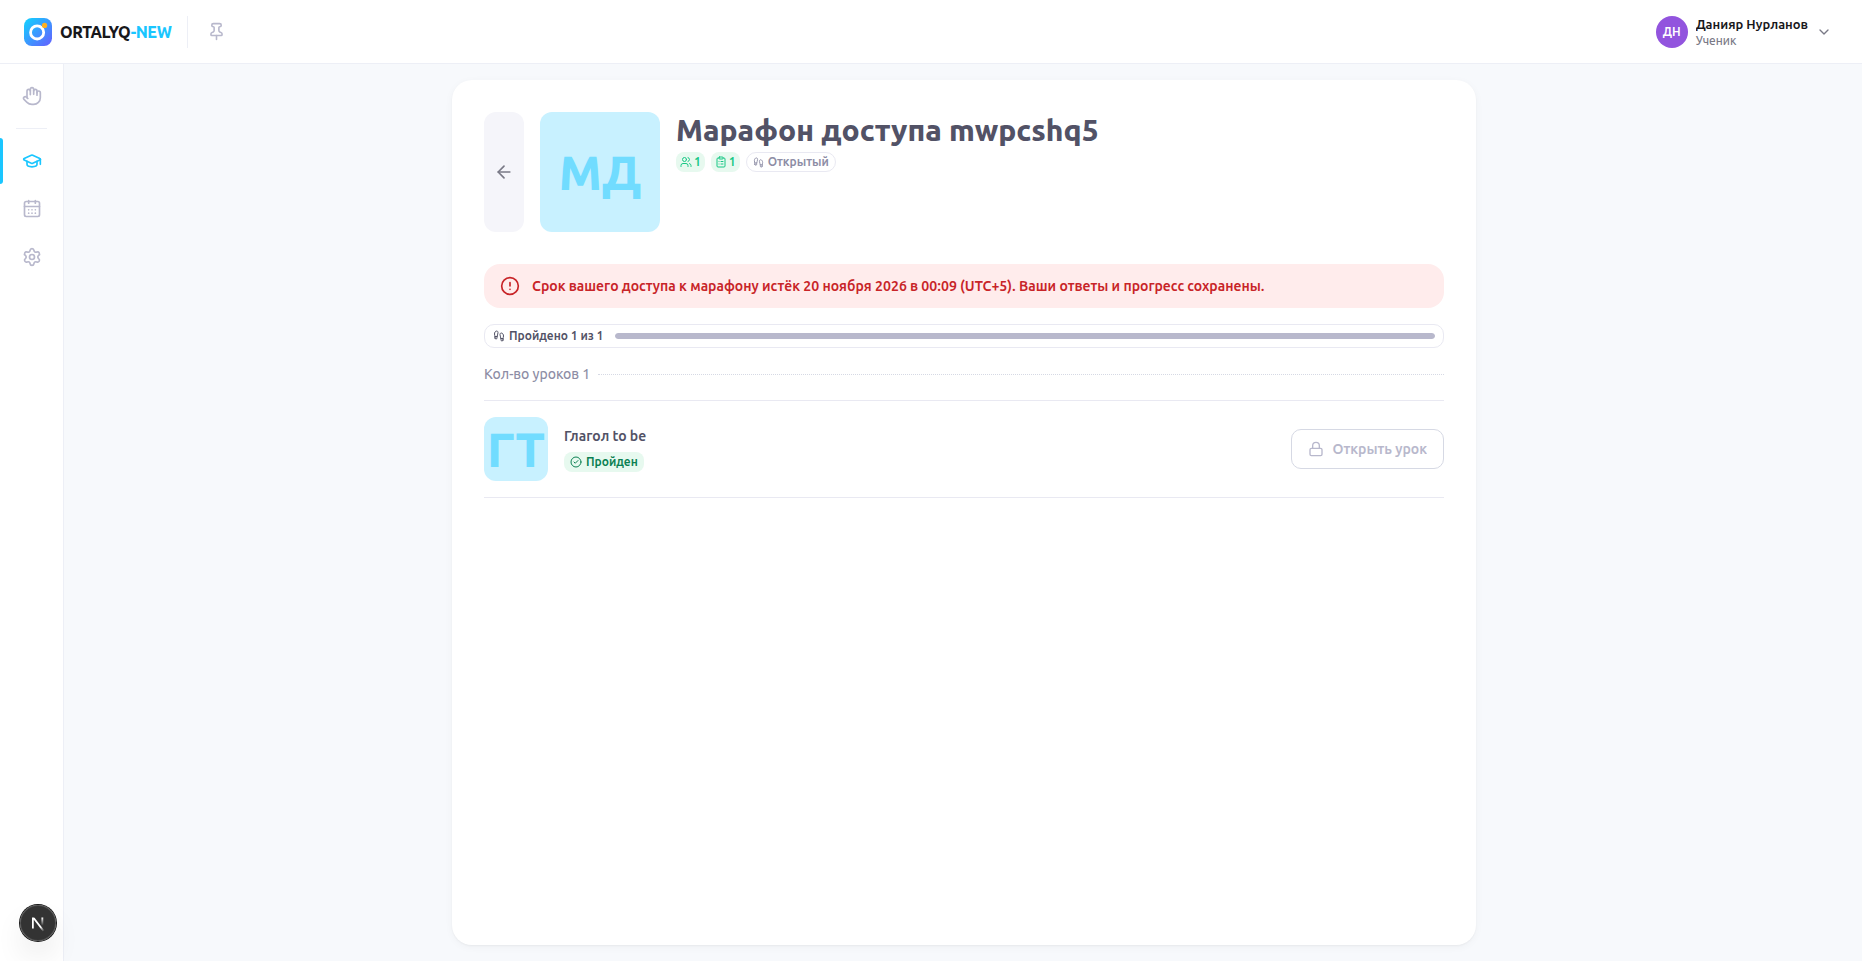 ORTALYQ-NEW
ДН
Данияр Нурланов
Ученик
МД
Марафон доступа mwpcshq5
1
1
Открытый
Срок вашего доступа к марафону истёк 20 ноября 2026 в 00:09 (UTC+5). Ваши ответы и прогресс сохранены.
Пройдено 1 из 1
Кол-во уроков 1
ГТ
Глагол to be
Пройден
Открыть урок
N